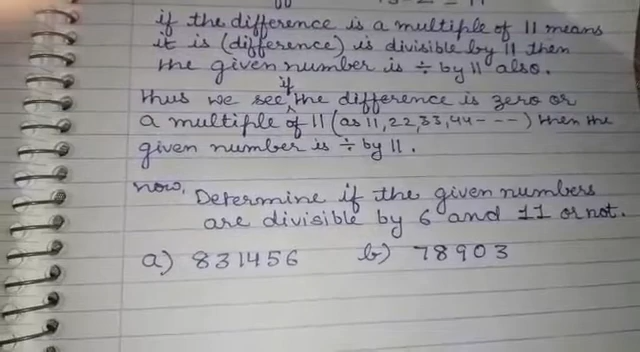 if the difference is a multiple of 11 means
it is (difference) is divisible by 11 then
the given number is ÷ by 11 also.
Thus we see, if the difference is zero or
a multiple of 11 (as 11, 22, 33, 44 - - --) then the
given number is ÷ by 11.
now, Determine if the given numbers
are divisible by 6 and 11 or not.
a) 831456 b) 78903